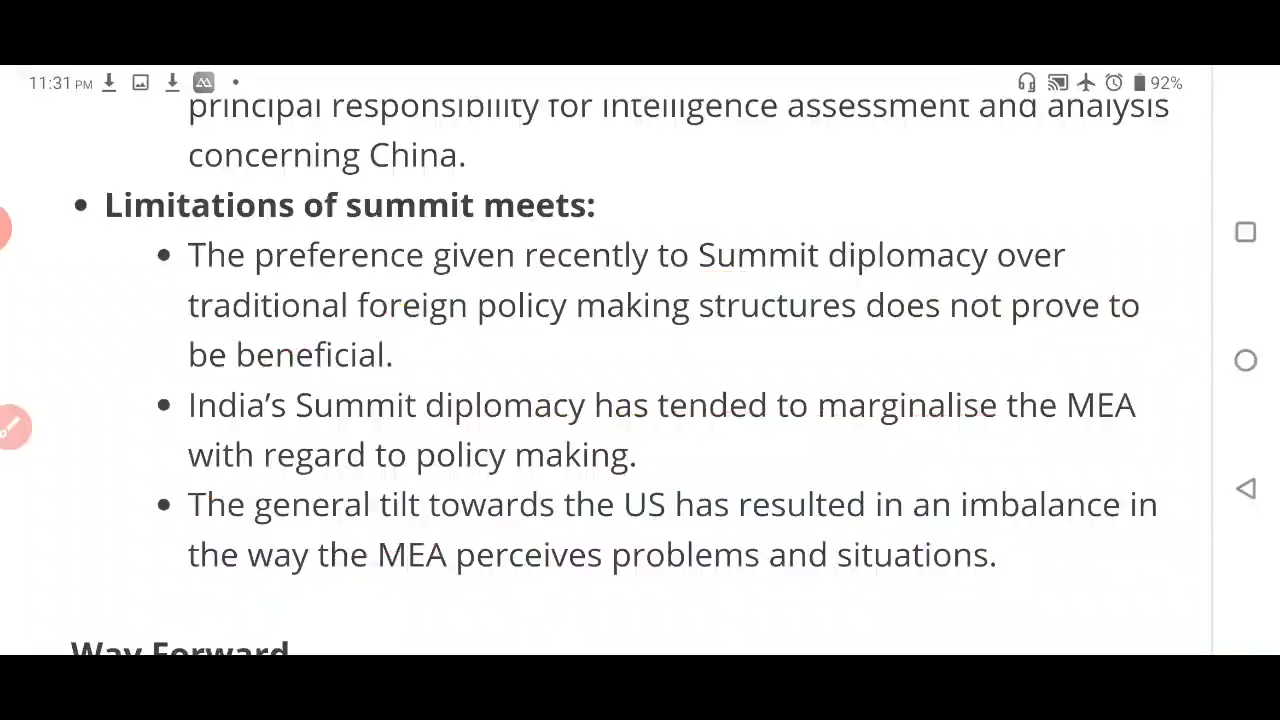 11:31 PM 92%
principal responsibility for intelligence assessment and analysis
concerning China.
• Limitations of summit meets:
• The preference given recently to Summit diplomacy over
traditional foreign policy making structures does not prove to
be beneficial.
• India’s Summit diplomacy has tended to marginalise the MEA
with regard to policy making.
• The general tilt towards the US has resulted in an imbalance in
the way the MEA perceives problems and situations.
Way Forward